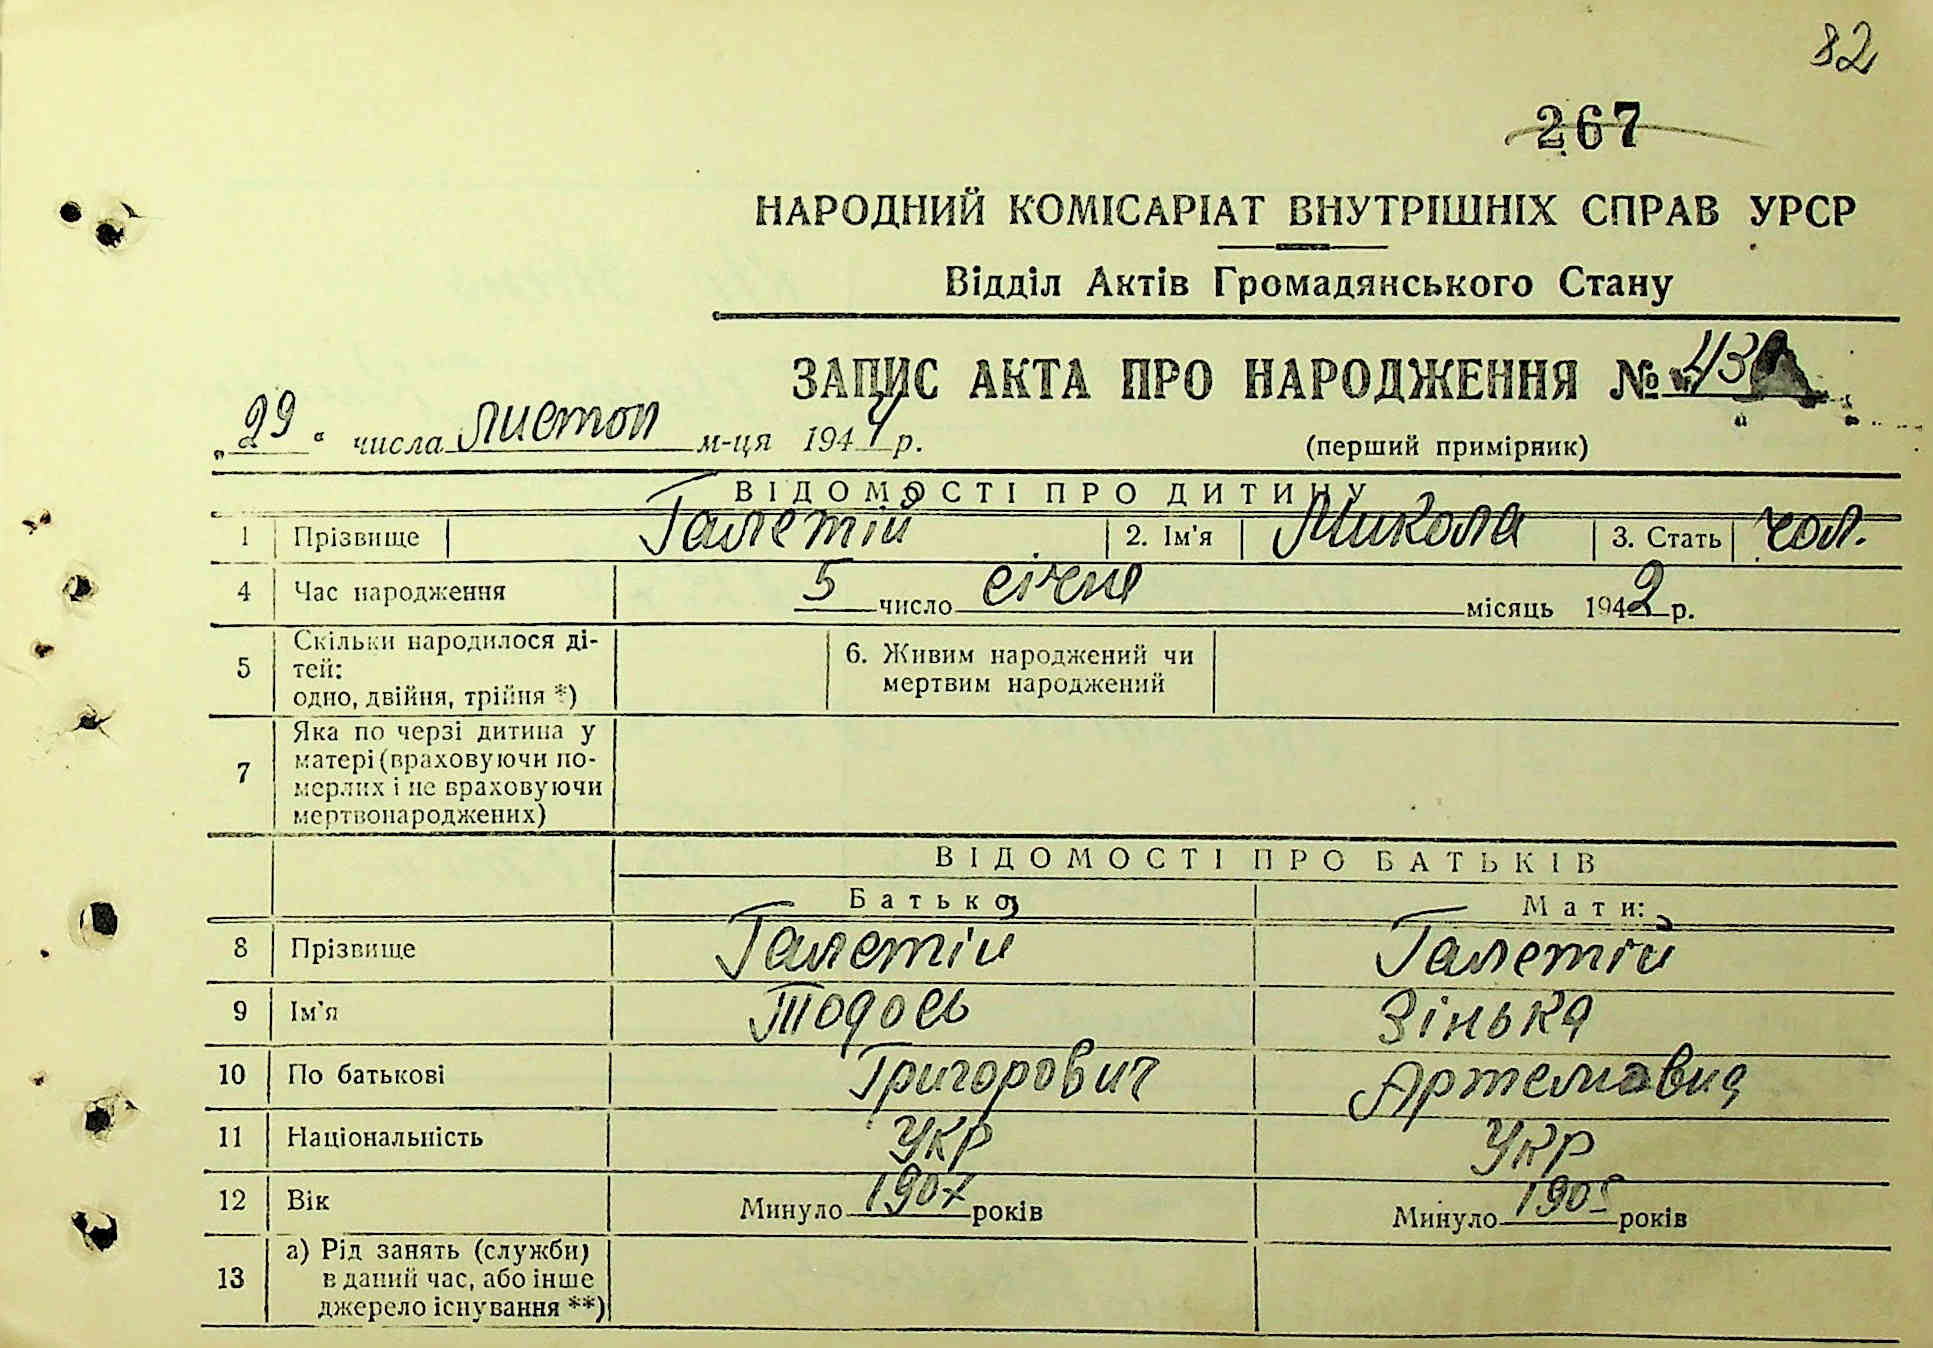 82
267
НАРОДНИЙ КОМІСАРІАТ ВНУТРІШНІХ СПРАВ УРСР
Відділ Актів Громадянського Стану
ЗАПИС АКТА ПРО НАРОДЖЕННЯ №
„29“ числа листоп м-ця 1944 р.
(перший примірник)
ВІДОМОСТІ ПРО ДИТИНУ
1 Прізвище Галетій 2. Ім'я Микола 3. Стать чол.
4 Час народження 5 число січня місяць 1942 р.
5 Скільки народилося ді-
тей:
одно, двійня, трійня *)
6. Живим народжений чи
мертвим народжений
7 Яка по черзі дитина у
матері (враховуючи по-
мерлих і не враховуючи
мертвонароджених)
ВІДОМОСТІ ПРО БАТЬКІВ
Батько Мати:
8 Прізвище Галетій Галетій
9 Ім'я Тодось Зінька
10 По батькові Григорович Артемовна
11 Національність Укр Укр
12 Вік Минуло 1907 років Минуло 1905 років
13 а) Рід занять (служби)
в даний час, або інше
джерело існування **)